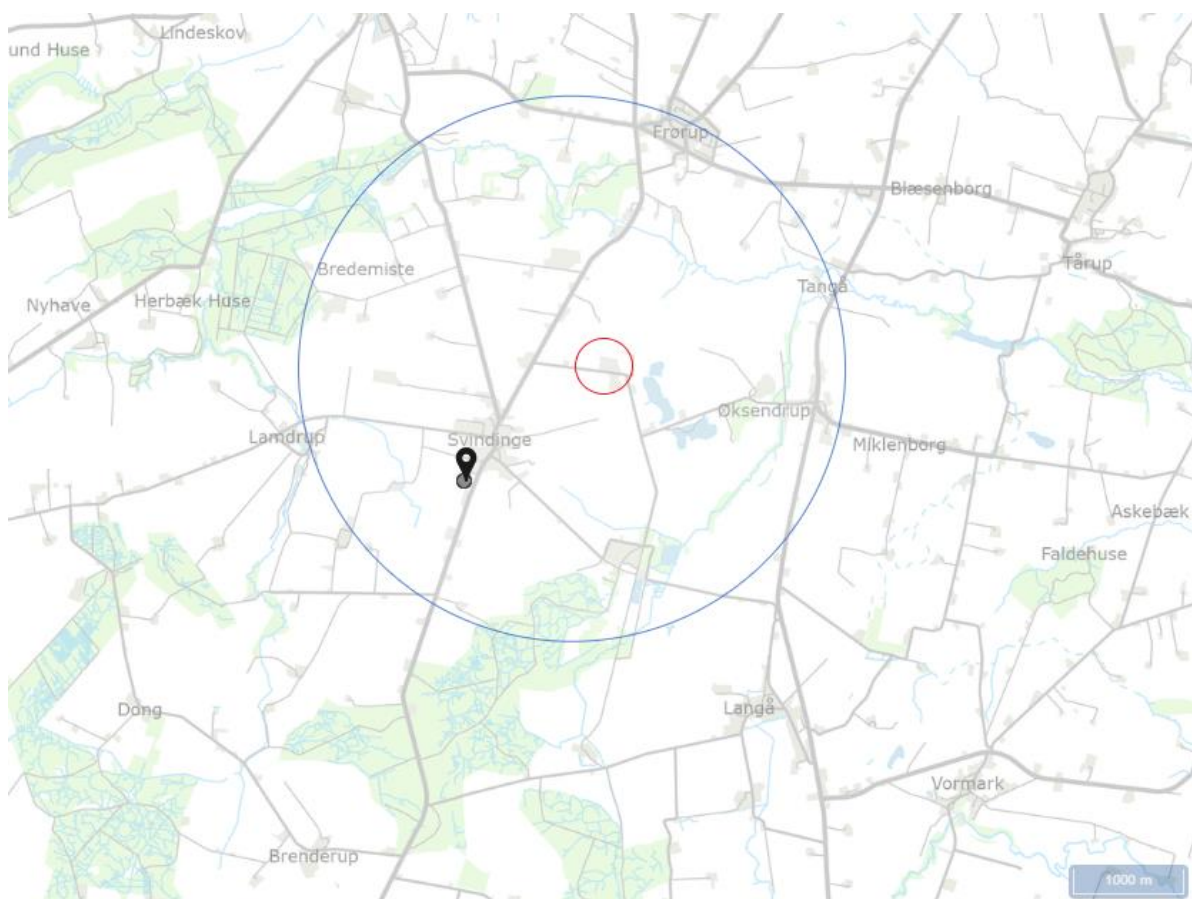 Lindeskov
und Huse
Frørup
Blæsenborg
Tårup
Bredemiste
Tangå
Herbæk Huse
Nyhave
Øksendrup
Lamdrup
Svindinge
Miklenborg
Askebæk
Faldehuse
Dong
Langå
Vormark
Brenderup
1000 m